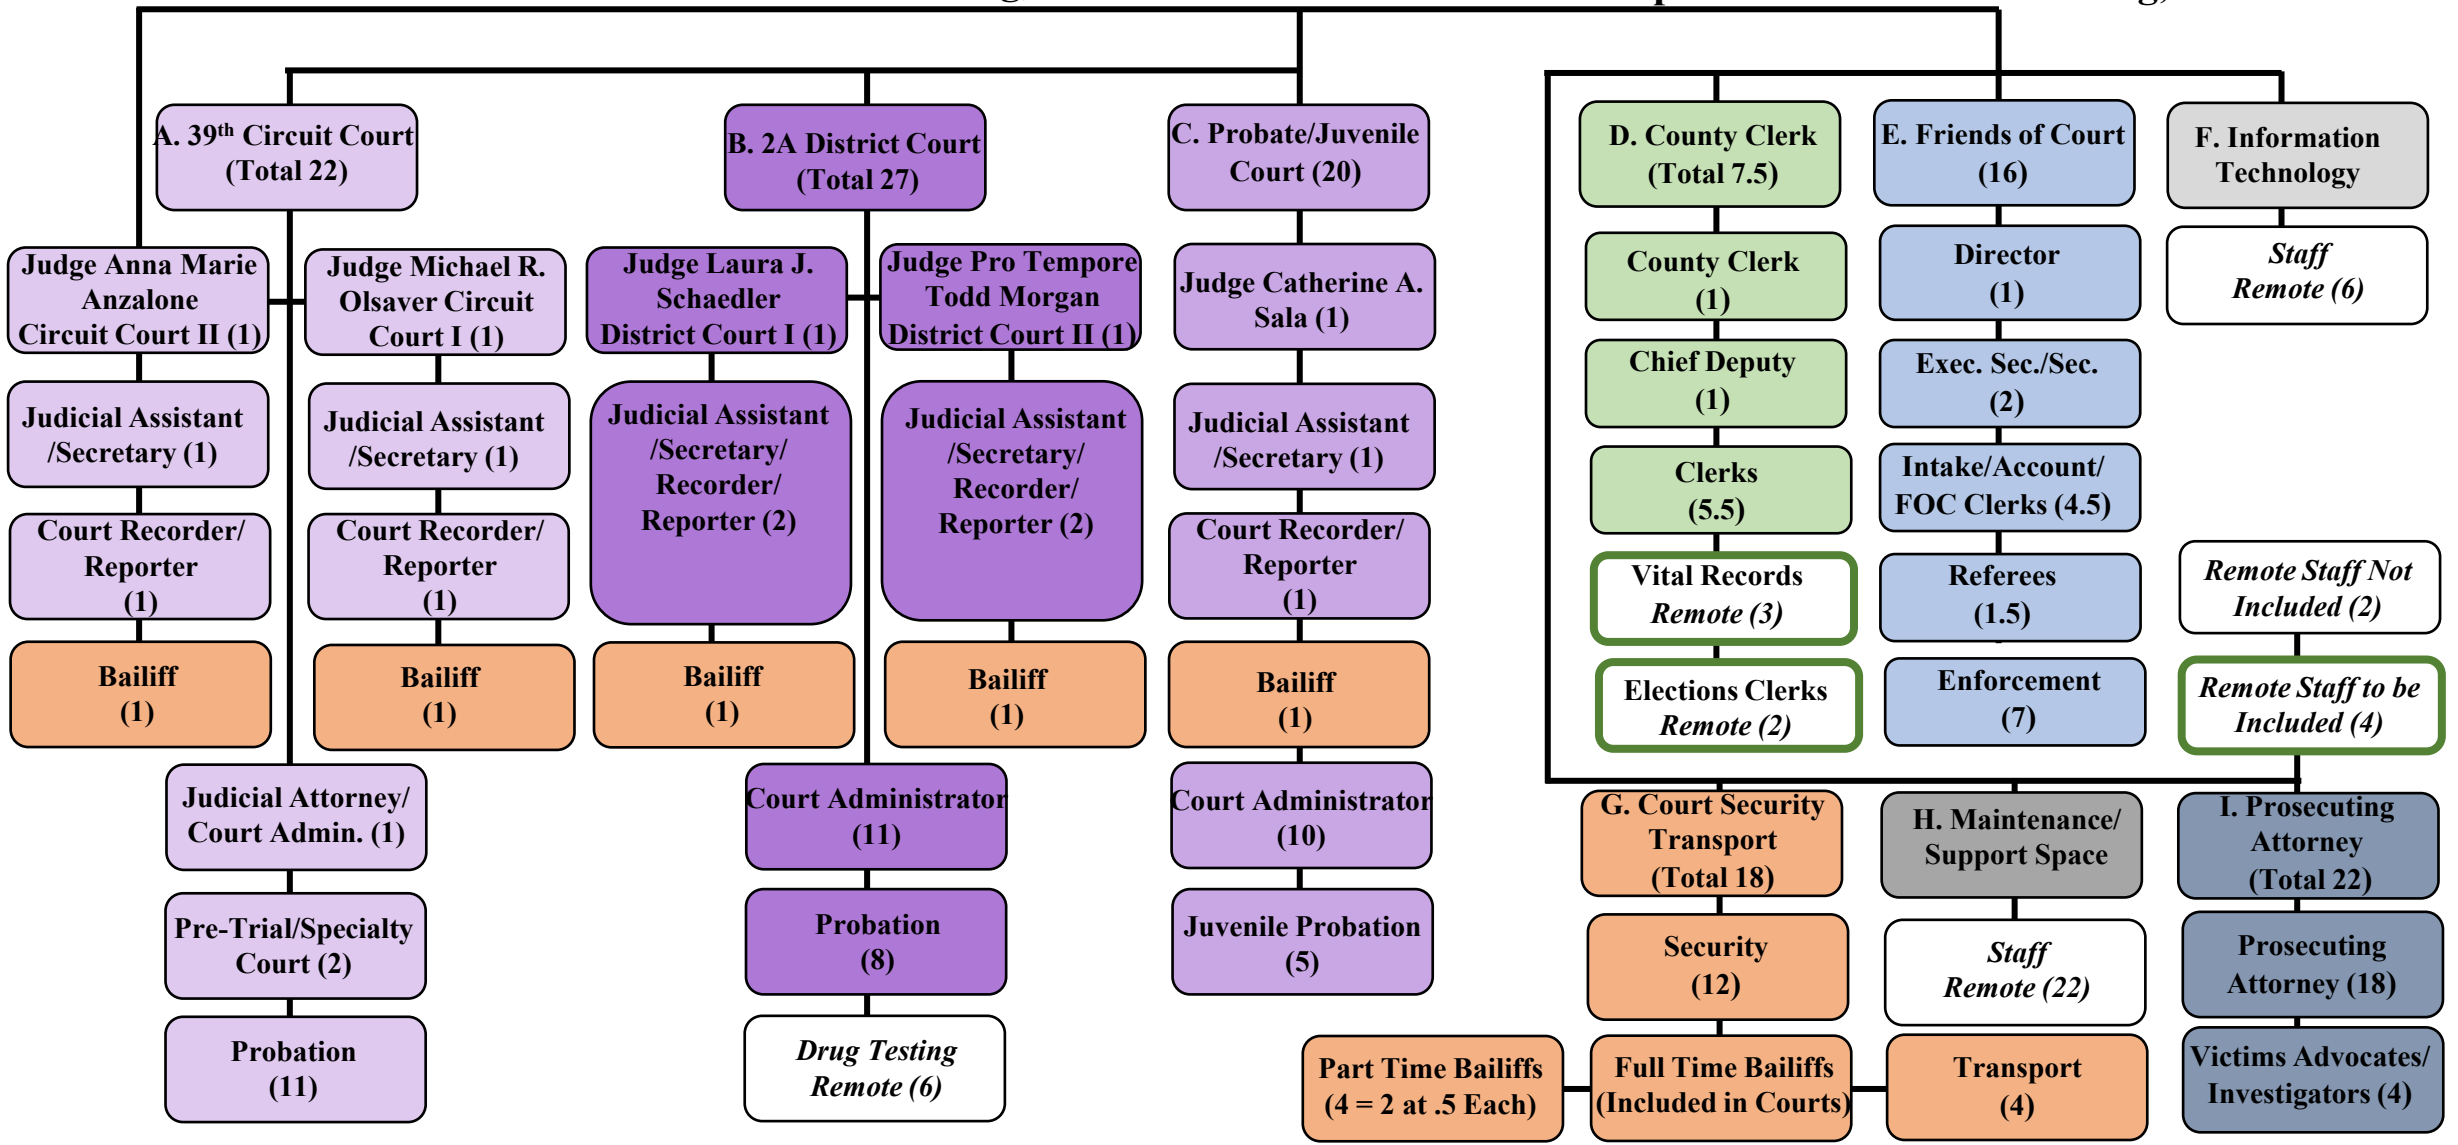 A. 39th Circuit Court
(Total 22)
B. 2A District Court
(Total 27)
C. Probate/Juvenile
Court (20)
D. County Clerk
(Total 7.5)
E. Friends of Court
(16)
F. Information
Technology
Judge Anna Marie
Anzalone
Circuit Court II (1)
Judge Michael R.
Olsaver Circuit
Court I (1)
Judge Laura J.
Schaedler
District Court I (1)
Judge Pro Tempore
Todd Morgan
District Court II (1)
Judge Catherine A.
Sala (1)
County Clerk
(1)
Director
(1)
Staff
Remote (6)
Chief Deputy
(1)
Exec. Sec./Sec.
(2)
Judicial Assistant
/Secretary (1)
Judicial Assistant
/Secretary (1)
Judicial Assistant
/Secretary/
Recorder/
Reporter (2)
Judicial Assistant
/Secretary/
Recorder/
Reporter (2)
Judicial Assistant
/Secretary (1)
Clerks
(5.5)
Intake/Account/
FOC Clerks (4.5)
Court Recorder/
Reporter
(1)
Court Recorder/
Reporter
(1)
Court Recorder/
Reporter
(1)
Vital Records
Remote (3)
Referees
(1.5)
Remote Staff Not
Included (2)
Bailiff
(1)
Bailiff
(1)
Bailiff
(1)
Bailiff
(1)
Bailiff
(1)
Elections Clerks
Remote (2)
Enforcement
(7)
Remote Staff to be
Included (4)
Judicial Attorney/
Court Admin. (1)
Court Administrator
(11)
Court Administrator
(10)
G. Court Security
Transport
(Total 18)
H. Maintenance/
Support Space
I. Prosecuting
Attorney
(Total 22)
Pre-Trial/Specialty
Court (2)
Probation
(8)
Juvenile Probation
(5)
Security
(12)
Staff
Remote (22)
Prosecuting
Attorney (18)
Probation
(11)
Drug Testing
Remote (6)
Part Time Bailiffs
(4 = 2 at .5 Each)
Full Time Bailiffs
(Included in Courts)
Transport
(4)
Victims Advocates/
Investigators (4)